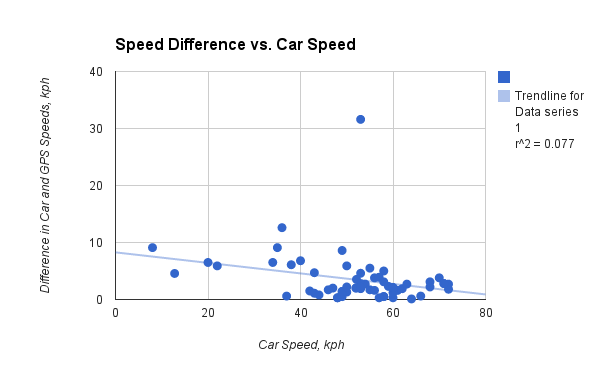 Speed Difference vs. Car Speed
Difference in Car and GPS Speeds, kph
40
30
20
10
0
0 20 40 60 80
Car Speed, kph
Trendline for
Data series
1
r^2 = 0.077